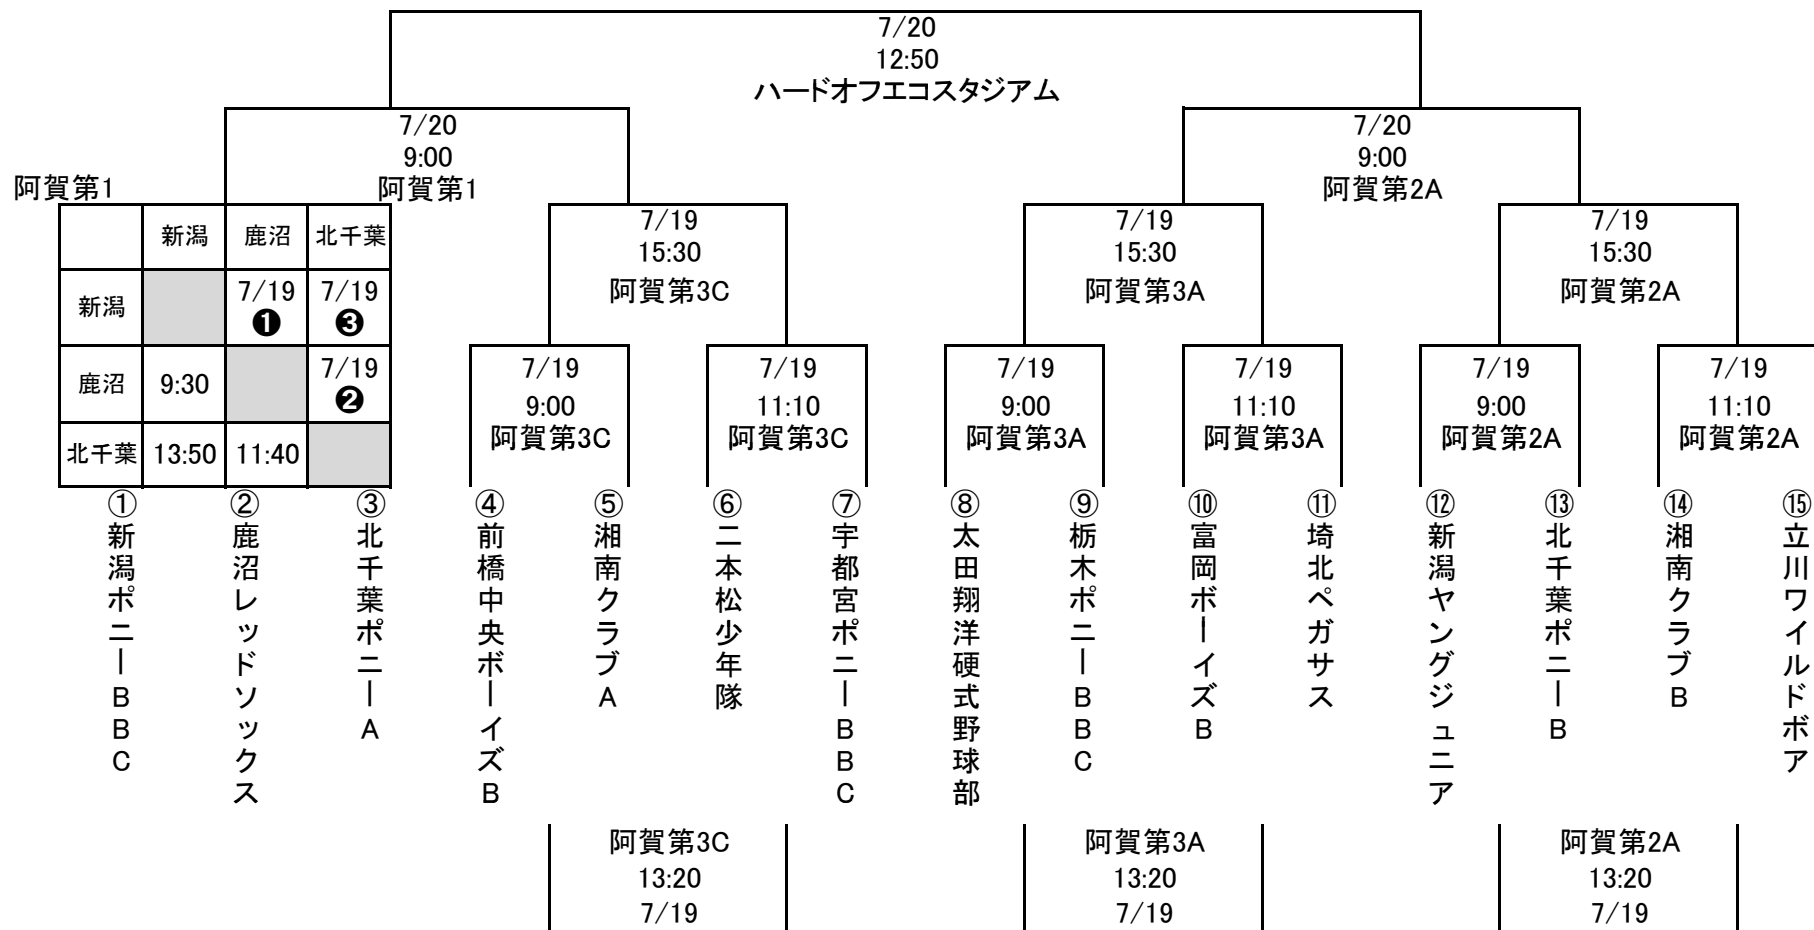 7/20
12:50
ハードオフエコスタジアム
7/20
9:00
阿賀第1
7/20
9:00
阿賀第2A
阿賀第1
新潟 鹿沼 北千葉
新潟 7/19 ❶ 7/19 ❸
鹿沼 9:30 7/19 ❷
北千葉 13:50 11:40
7/19
15:30
阿賀第3C
7/19
15:30
阿賀第3A
7/19
15:30
阿賀第2A
7/19
9:00
阿賀第3C
7/19
11:10
阿賀第3C
7/19
9:00
阿賀第3A
7/19
11:10
阿賀第3A
7/19
9:00
阿賀第2A
7/19
11:10
阿賀第2A
①新潟ポニーBBC
②鹿沼レッドソックス
③北千葉ポニーA
④前橋中央ボーイズB
⑤湘南クラブA
⑥二本松少年隊
⑦宇都宮ポニーBBC
⑧太田翔洋硬式野球部
⑨栃木ポニーBBC
⑩富岡ボーイズB
⑪埼北ペガサス
⑫新潟ヤングジュニア
⑬北千葉ポニーB
⑭湘南クラブB
⑮立川ワイルドボア
阿賀第3C
13:20
7/19
阿賀第3A
13:20
7/19
阿賀第2A
13:20
7/19